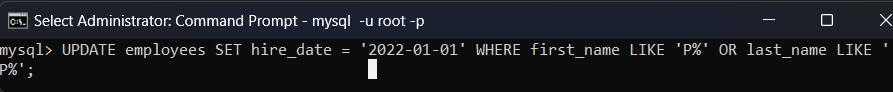 Select Administrator: Command Prompt - mysql  -u root -p
mysql> UPDATE employees SET hire_date = '2022-01-01' WHERE first_name LIKE 'P%' OR last_name LIKE '
P%';